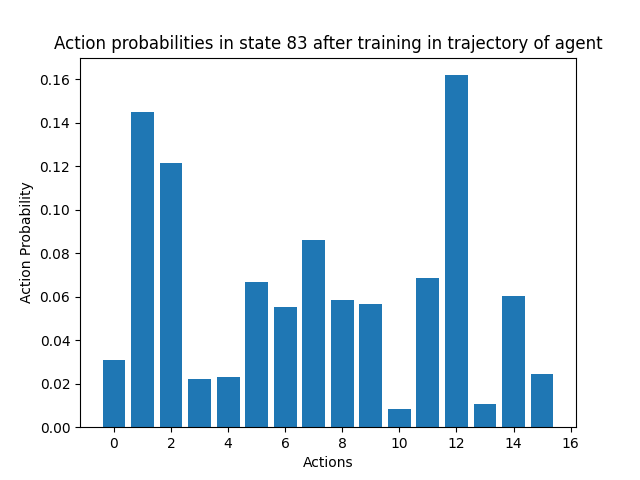 Action probabilities in state 83 after training in trajectory of agent
0.16
0.14
0.12
0.10
0.08
0.06
0.04
0.02
0.00
Action Probability
0 2 4 6 8 10 12 14 16
Actions